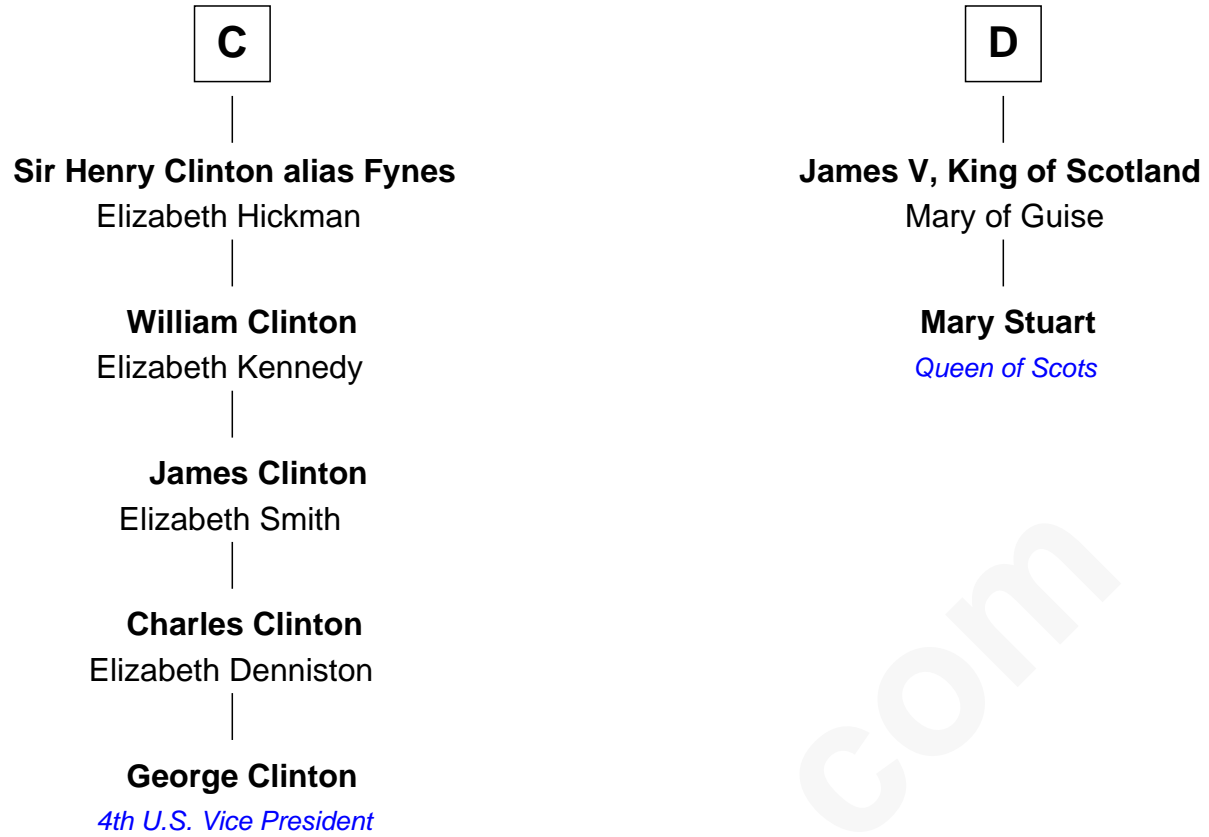 C
Sir Henry Clinton alias Fynes
Elizabeth Hickman
William Clinton
Elizabeth Kennedy
James Clinton
Elizabeth Smith
Charles Clinton
Elizabeth Denniston
George Clinton
4th U.S. Vice President
D
James V, King of Scotland
Mary of Guise
Mary Stuart
Queen of Scots
com